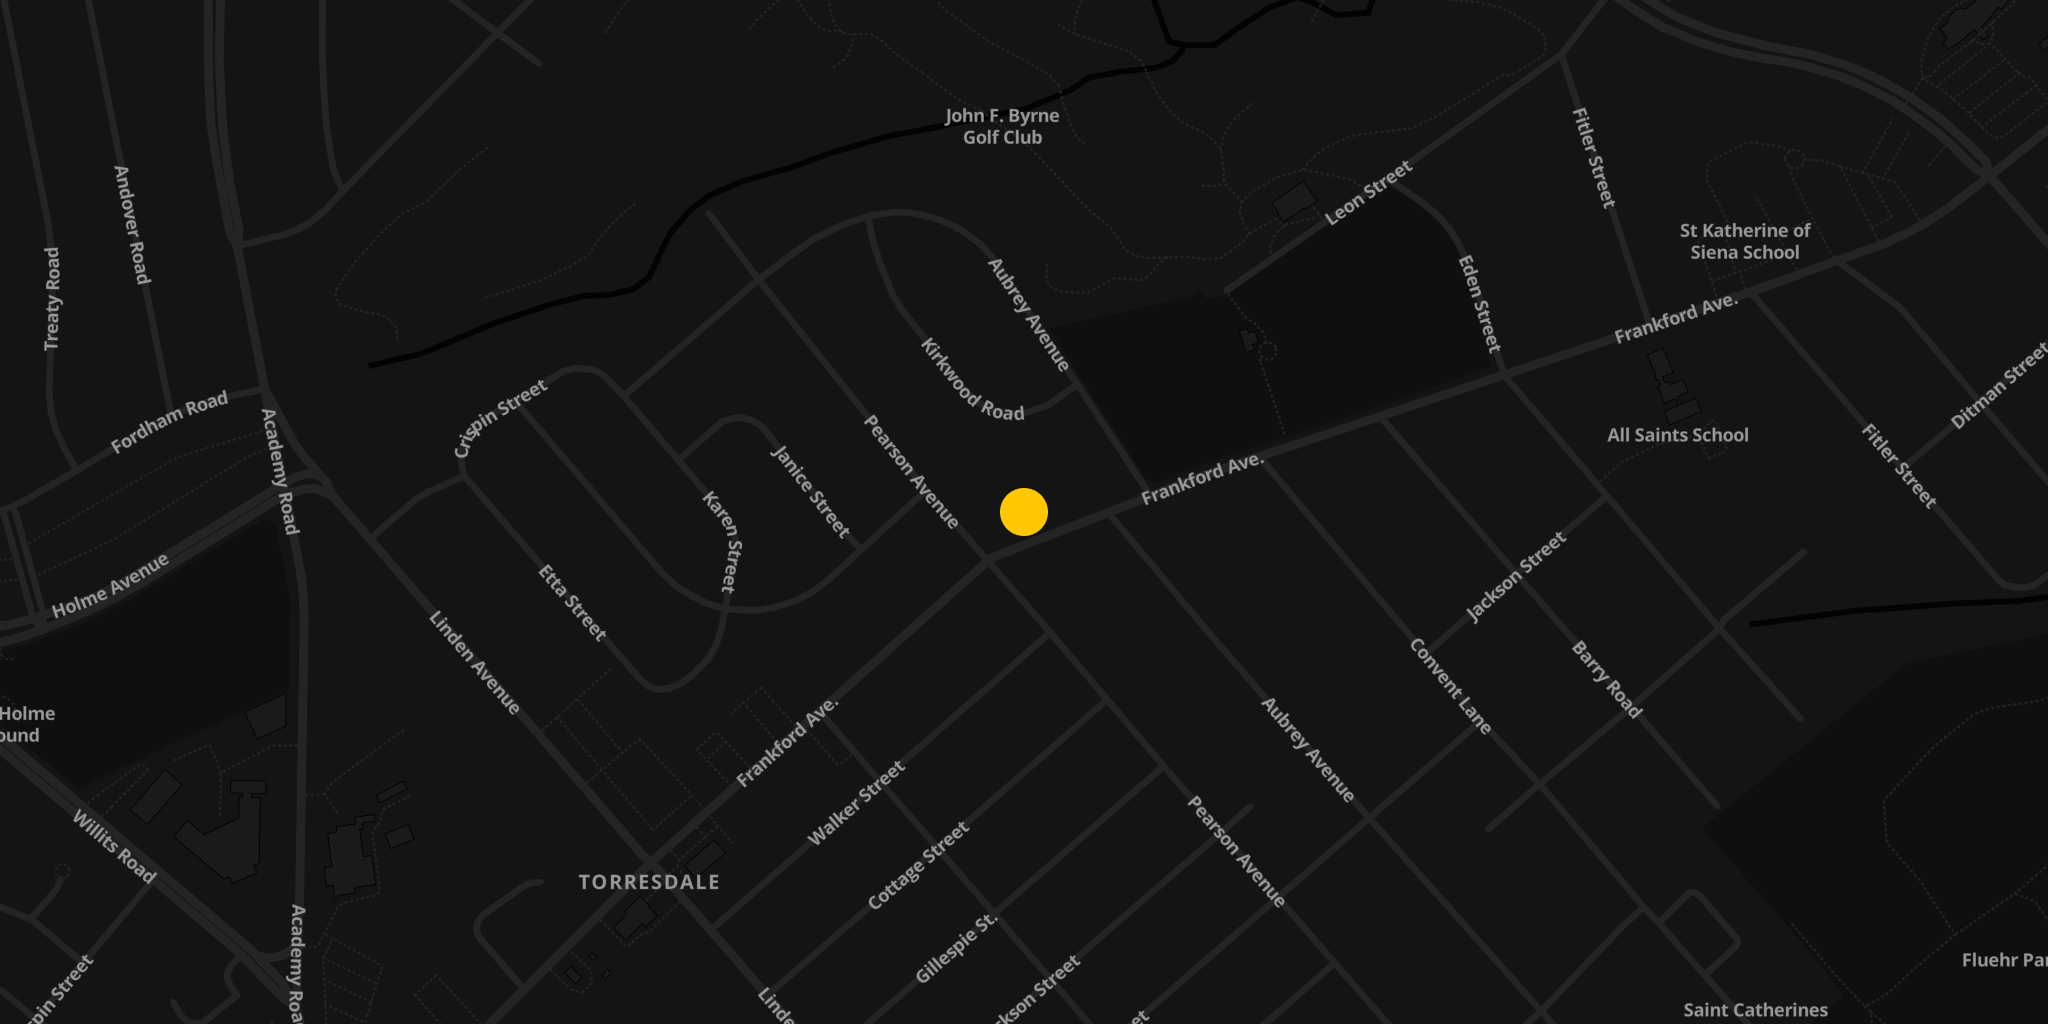 John F. Byrne
Golf Club
Fitler Street
Leon Street
Andover Road
Treaty Road
St Katherine of
Siena School
Eden Street
Aubrey Avenue
Frankford Ave.
Kirkwood Road
Ditman Street
Crispin Street
Fordham Road
Academy Road
Pearson Avenue
Janice Street
Karen Street
Frankford Ave.
All Saints School
Fitler Street
Holme Avenue
Etta Street
Linden Avenue
Jackson Street
Convent Lane
Barry Road
Holme
ound
Frankford Ave.
Aubrey Avenue
Walker Street
Pearson Avenue
Willits Road
Cottage Street
TORRESDALE
Gillespie St.
Academy Roa
spin Street
kson Street
Linde
et
Fluehr Par
Saint Catherines